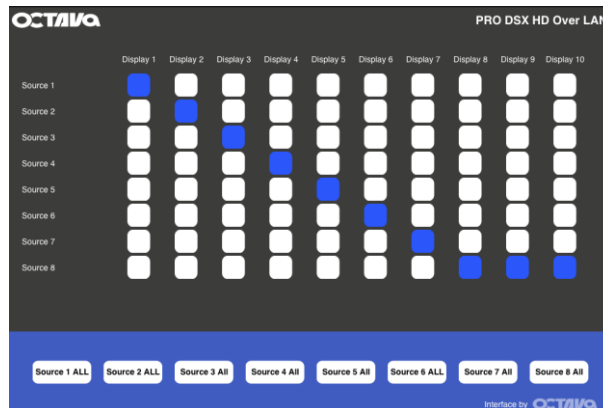 OCTAVA
PRO DSX HD Over LAN
Display 1 Display 2 Display 3 Display 4 Display 5 Display 6 Display 7 Display 8 Display 9 Display 10
Source 1
Source 2
Source 3
Source 4
Source 5
Source 6
Source 7
Source 8
Source 1 ALL Source 2 ALL Source 3 All Source 4 All Source 5 All Source 6 ALL Source 7 All Source 8 All
Interface by OCTAVA